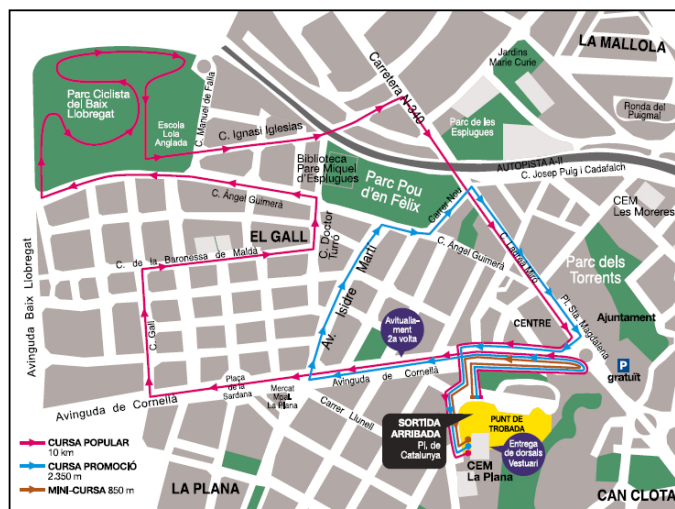 LA MALLOLA
Jardins
Marie Curie
Carretera N-340
Parc Ciclista
del Baix
Llobregat
C. Manuel de Falla
Escola
Lola
Anglada
C. Ignasi Iglesias
Parc de les
Esplugues
Ronda del
Puigmal
Biblioteca
Pare Miquel
d'Esplugues
AUTOPISTA A-II
C. Josep Puig i Cadafalch
Parc Pou
d'en Fèlix
Carrer Nou
CEM
Les Moreres
C. Àngel Guimerà
EL GALL
C. Doctor
Turró
C. Àngel Guimerà
C. Laureà Miró
Parc dels
Torrents
C. de la Baronessa de Maldà
Av. Isidre Martí
Avinguda Baix Llobregat
C. Gall
Avituallament
2a volta
CENTRE
Pl. Sta. Magdalena
Ajuntament
P
gratuït
Plaça
de la
Sardana
Mercat
Mpal.
La Plana
Avinguda de Cornellà
Avinguda de Cornellà
Carrer Llunell
SORTIDA
ARRIBADA
Pl. de
Catalunya
PUNT DE
TROBADA
Entrega
de dorsals
Vestuari
CEM
La Plana
CURSA POPULAR
10 km
CURSA PROMOCIÓ
2.350 m
MINI-CURSA 850 m
LA PLANA
CAN CLOTA